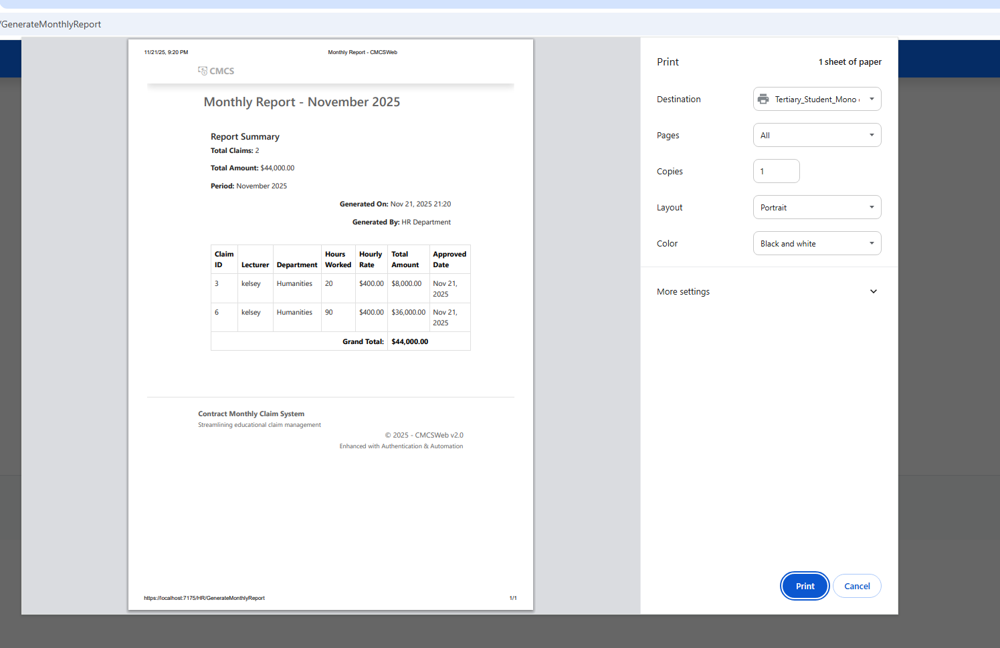 /GenerateMonthlyReport
11/21/25, 9:20 PM Monthly Report - CMCSWeb
CMCS
Monthly Report - November 2025
Report Summary
Total Claims: 2
Total Amount: $44,000.00
Period: November 2025
Generated On: Nov 21, 2025 21:20
Generated By: HR Department
Claim ID Lecturer Department Hours Worked Hourly Rate Total Amount Approved Date
3 kelsey Humanities 20 $400.00 $8,000.00 Nov 21, 2025
6 kelsey Humanities 90 $400.00 $36,000.00 Nov 21, 2025
Grand Total: $44,000.00
Contract Monthly Claim System
Streamlining educational claim management
© 2025 - CMCSWeb v2.0
Enhanced with Authentication & Automation
https://localhost:7175/HR/GenerateMonthlyReport 1/1
Print 1 sheet of paper
Destination Tertiary_Student_Mono
Pages All
Copies 1
Layout Portrait
Color Black and white
More settings
Print Cancel